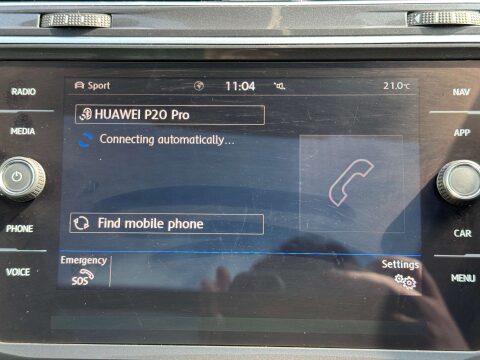 RADIO
MEDIA
PHONE
VOICE
Sport
11:04
21.0°C
HUAWEI P20 Pro
Connecting automatically...
Find mobile phone
Emergency
SOS
Settings
NAV
APP
CAR
MENU